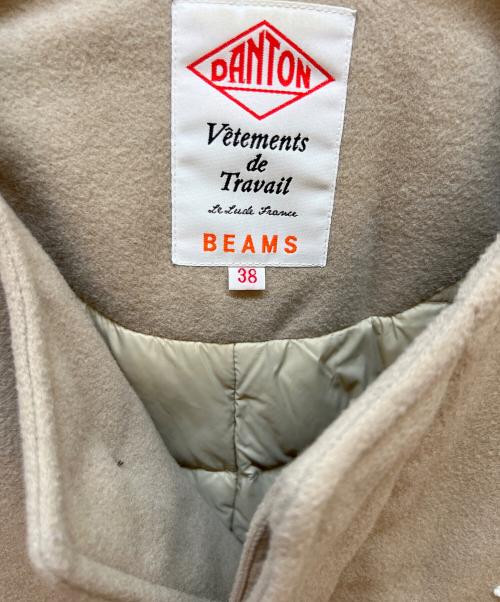 DANTON
Vêtements
de
Travail
Le Lude France
BEAMS
38